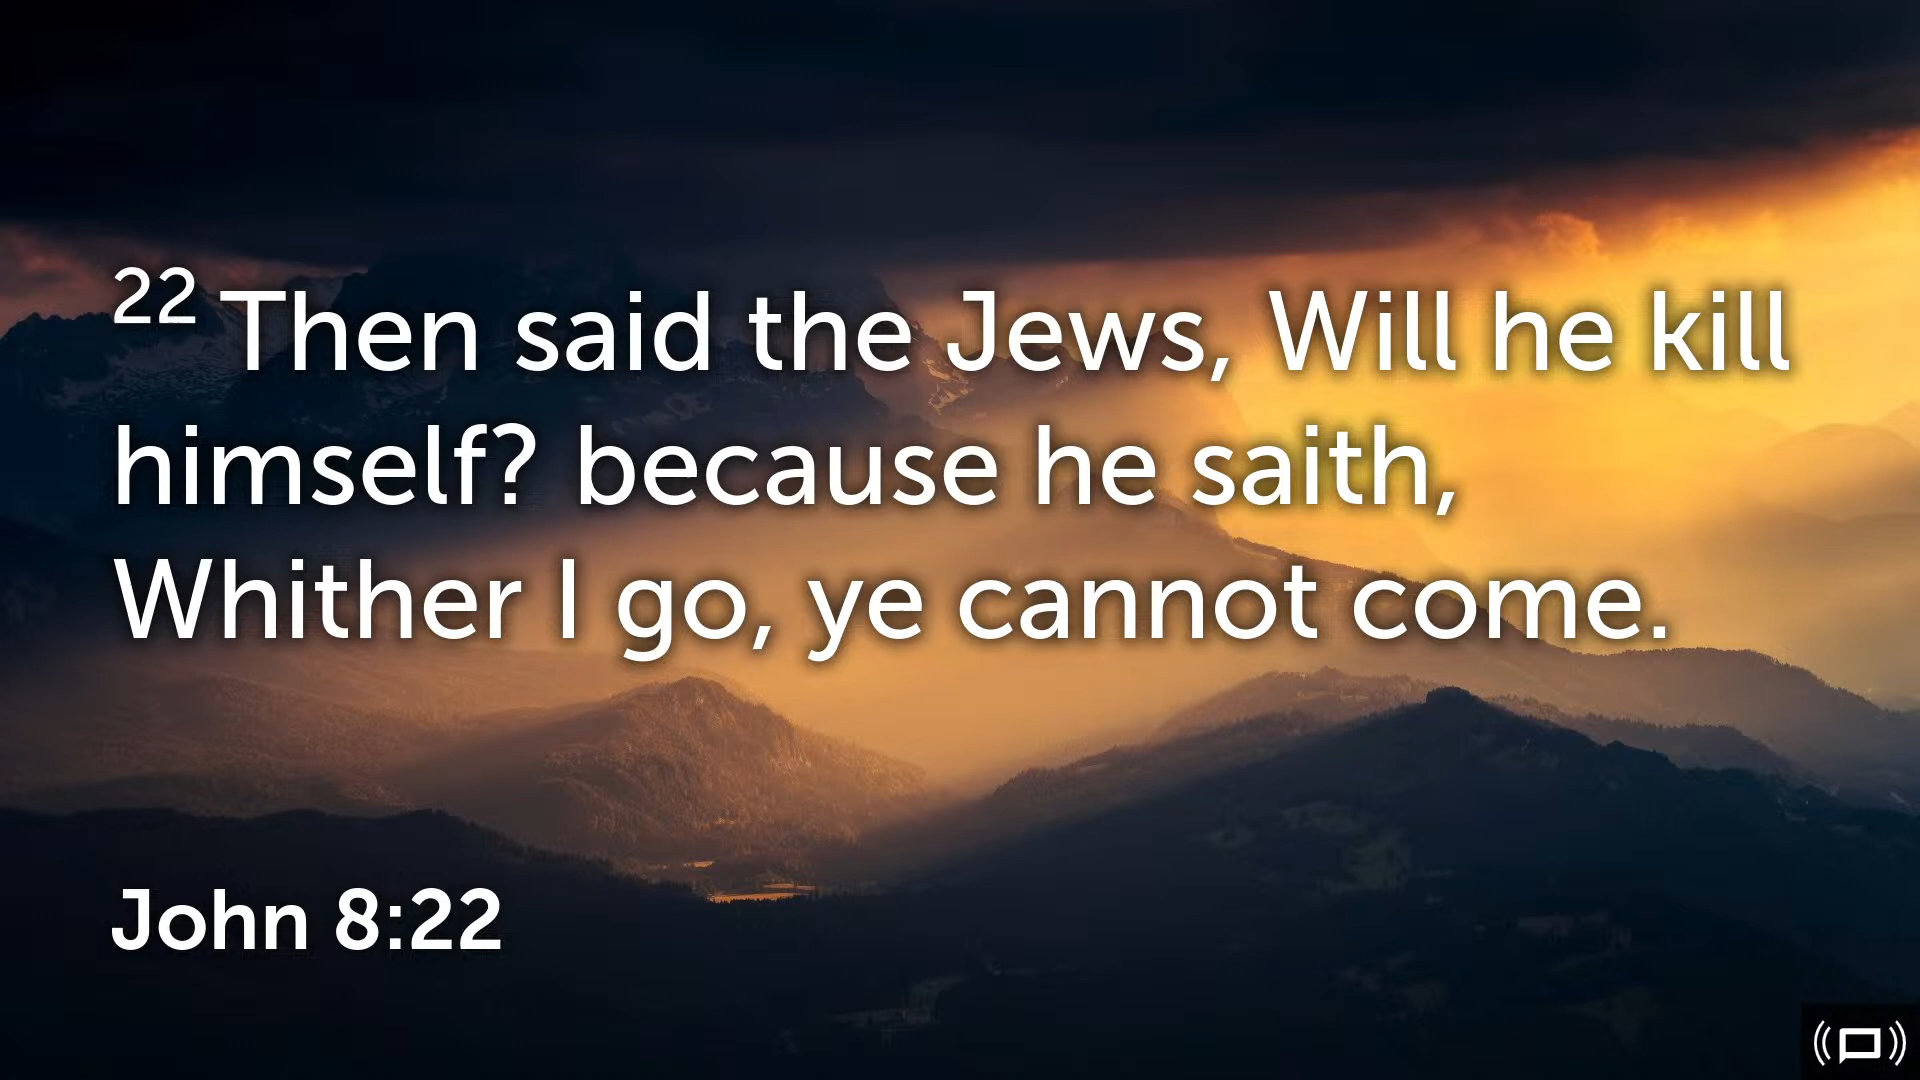 22 Then said the Jews, Will he kill
himself? because he saith,
Whither I go, ye cannot come.
John 8:22